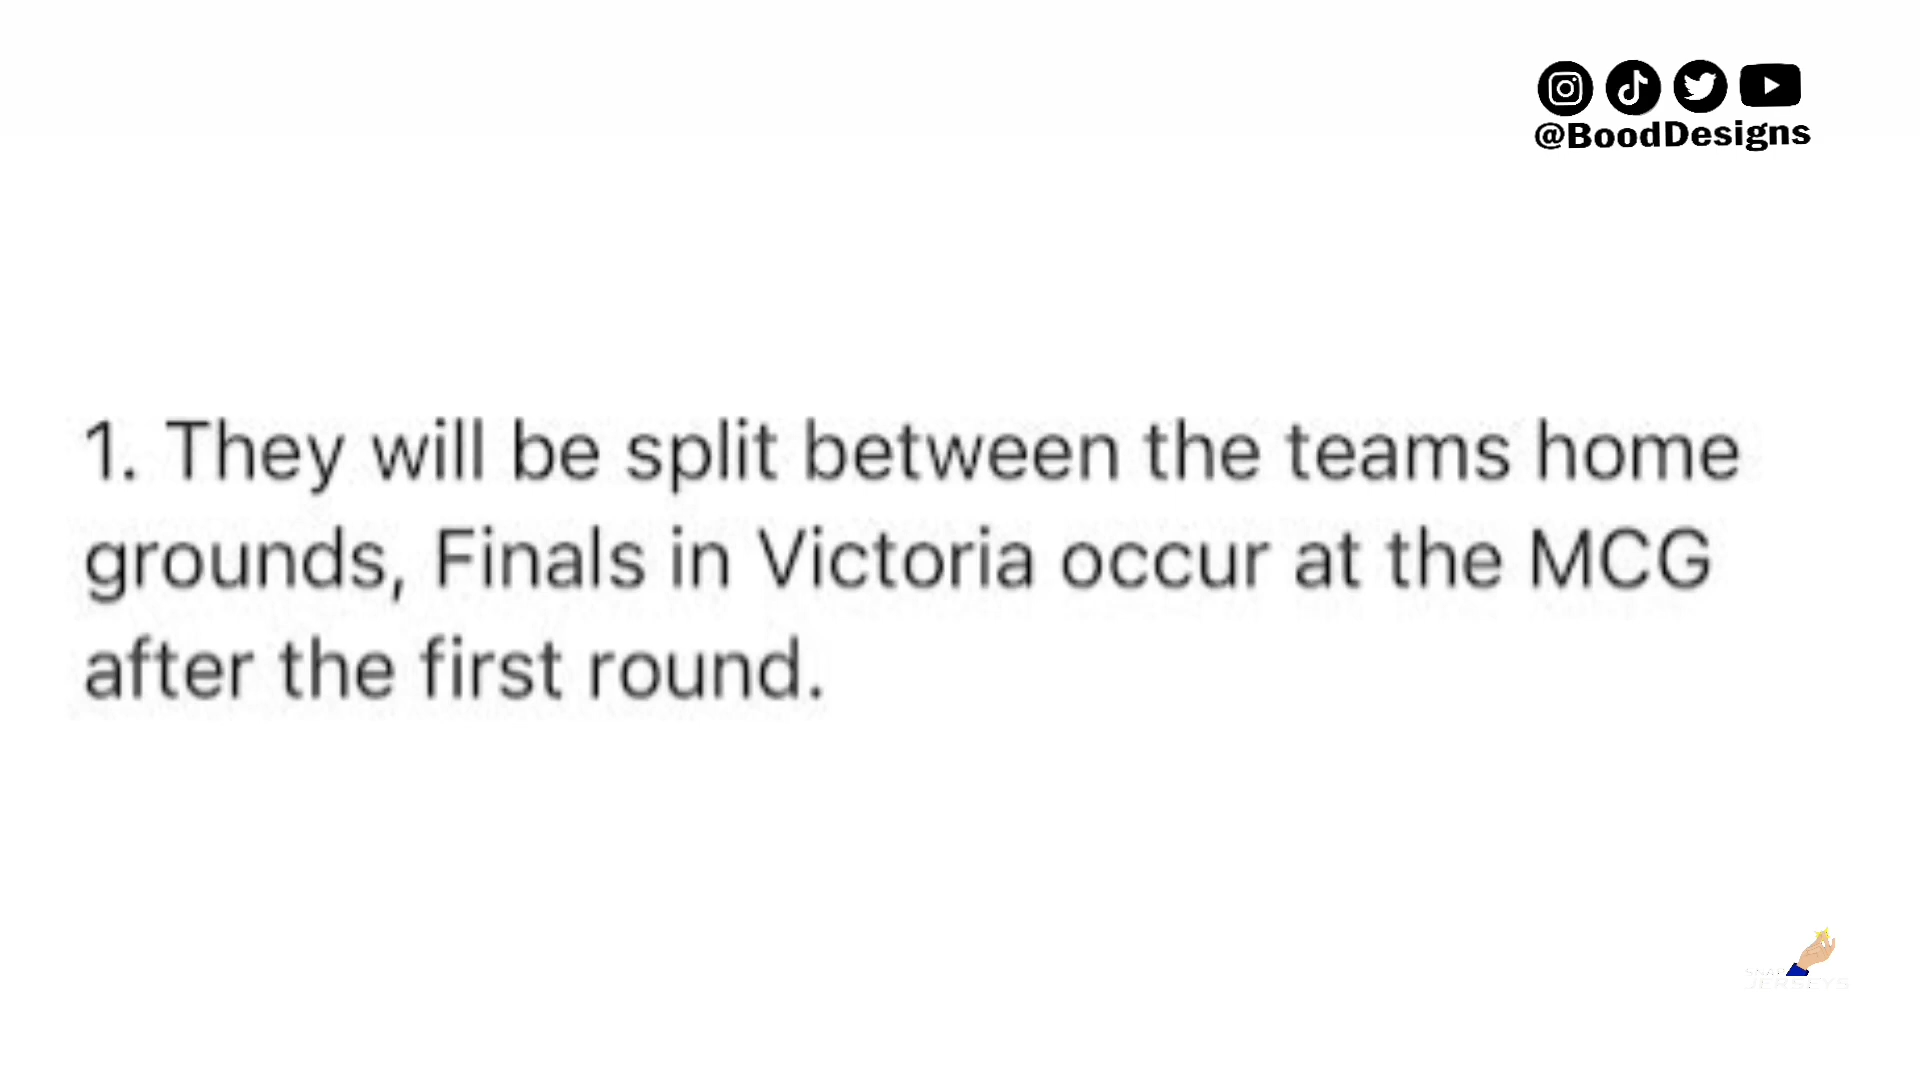 @BoodDesigns
1. They will be split between the teams home
grounds, Finals in Victoria occur at the MCG
after the first round.
JERSEYS